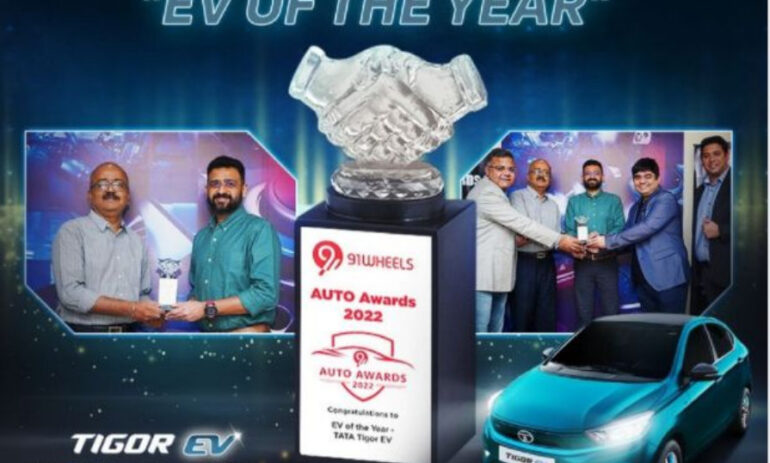 "EV OF THE YEAR"
91WHEELS
AUTO Awards
2022
AUTO AWARDS
2022
Congratulations to
EV of the Year -
TATA Tigor EV
TIGOR EV